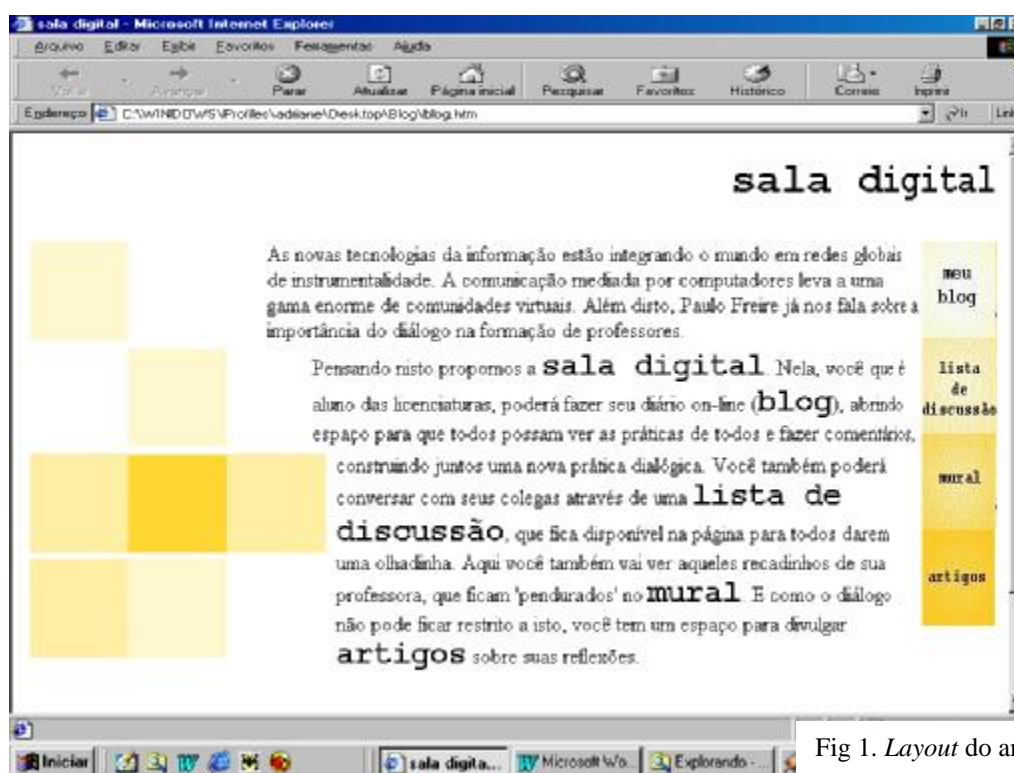 sala digital - Microsoft Internet Explorer
Arquivo Editar Exibir Favoritos Ferramentas Ajuda
Voltar Avançar Parar Atualizar Página inicial Pesquisar Favoritos Histórico Correio Imprimir
Endereço C:\WINDOWS\Profiles\adriane\Desktop\Blog\blog.htm Ir
sala digital
As novas tecnologias da informação estão integrando o mundo em redes globais
de instrumentalidade. A comunicação mediada por computadores leva a uma
gama enorme de comunidades virtuais. Além disto, Paulo Freire já nos fala sobre a
importância do diálogo na formação de professores.
Pensando nisto propomos a sala digital. Nela, você que é
aluno das licenciaturas, poderá fazer seu diário on-line (blog), abrindo
espaço para que todos possam ver as práticas de todos e fazer comentários,
construindo juntos uma nova prática dialógica. Você também poderá
conversar com seus colegas através de uma lista de
discussão, que fica disponível na página para todos darem
uma olhadinha. Aqui você também vai ver aqueles recadinhos de sua
professora, que ficam 'pendurados' no mural. E como o diálogo
não pode ficar restrito a isto, você tem um espaço para divulgar
artigos sobre suas reflexões.
meu
blog
lista
de
discussão
mural
artigos
Iniciar sala digita... Microsoft Wo... Explorando - ...
Fig 1. Layout do